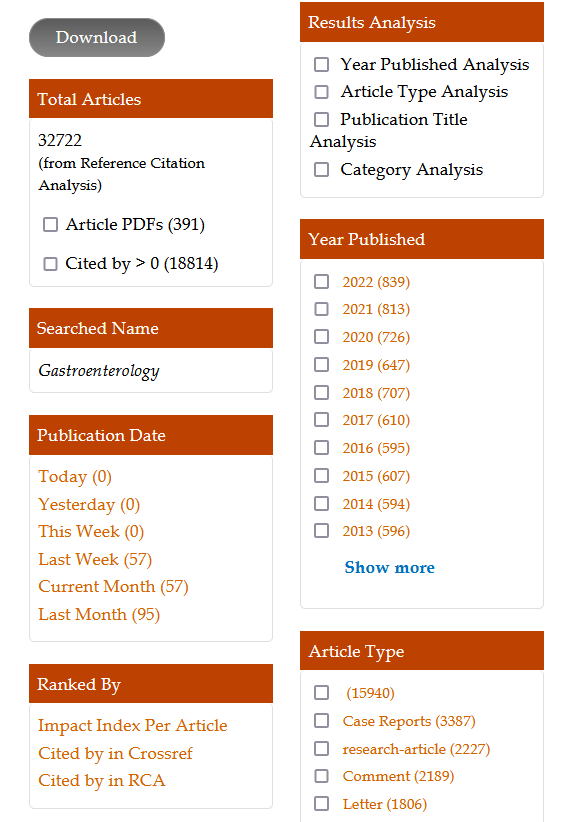 Download
Total Articles
32722
(from Reference Citation
Analysis)
Article PDFs (391)
Cited by > 0 (18814)
Searched Name
Gastroenterology
Publication Date
Today (0)
Yesterday (0)
This Week (0)
Last Week (57)
Current Month (57)
Last Month (95)
Ranked By
Impact Index Per Article
Cited by in Crossref
Cited by in RCA
Results Analysis
Year Published Analysis
Article Type Analysis
Publication Title
Analysis
Category Analysis
Year Published
2022 (839)
2021 (813)
2020 (726)
2019 (647)
2018 (707)
2017 (610)
2016 (595)
2015 (607)
2014 (594)
2013 (596)
Show more
Article Type
(15940)
Case Reports (3387)
research-article (2227)
Comment (2189)
Letter (1806)